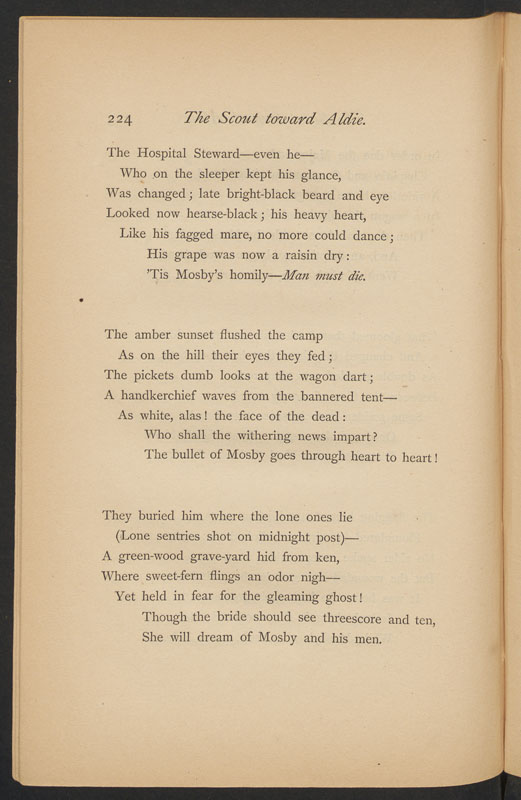 224 The Scout toward Aldie.
The Hospital Steward—even he—
Who on the sleeper kept his glance,
Was changed; late bright-black beard and eye
Looked now hearse-black; his heavy heart,
Like his fagged mare, no more could dance;
His grape was now a raisin dry:
'Tis Mosby's homily—Man must die.
The amber sunset flushed the camp
As on the hill their eyes they fed;
The pickets dumb looks at the wagon dart;
A handkerchief waves from the bannered tent—
As white, alas! the face of the dead:
Who shall the withering news impart?
The bullet of Mosby goes through heart to heart!
They buried him where the lone ones lie
(Lone sentries shot on midnight post)—
A green-wood grave-yard hid from ken,
Where sweet-fern flings an odor nigh—
Yet held in fear for the gleaming ghost!
Though the bride should see threescore and ten,
She will dream of Mosby and his men.